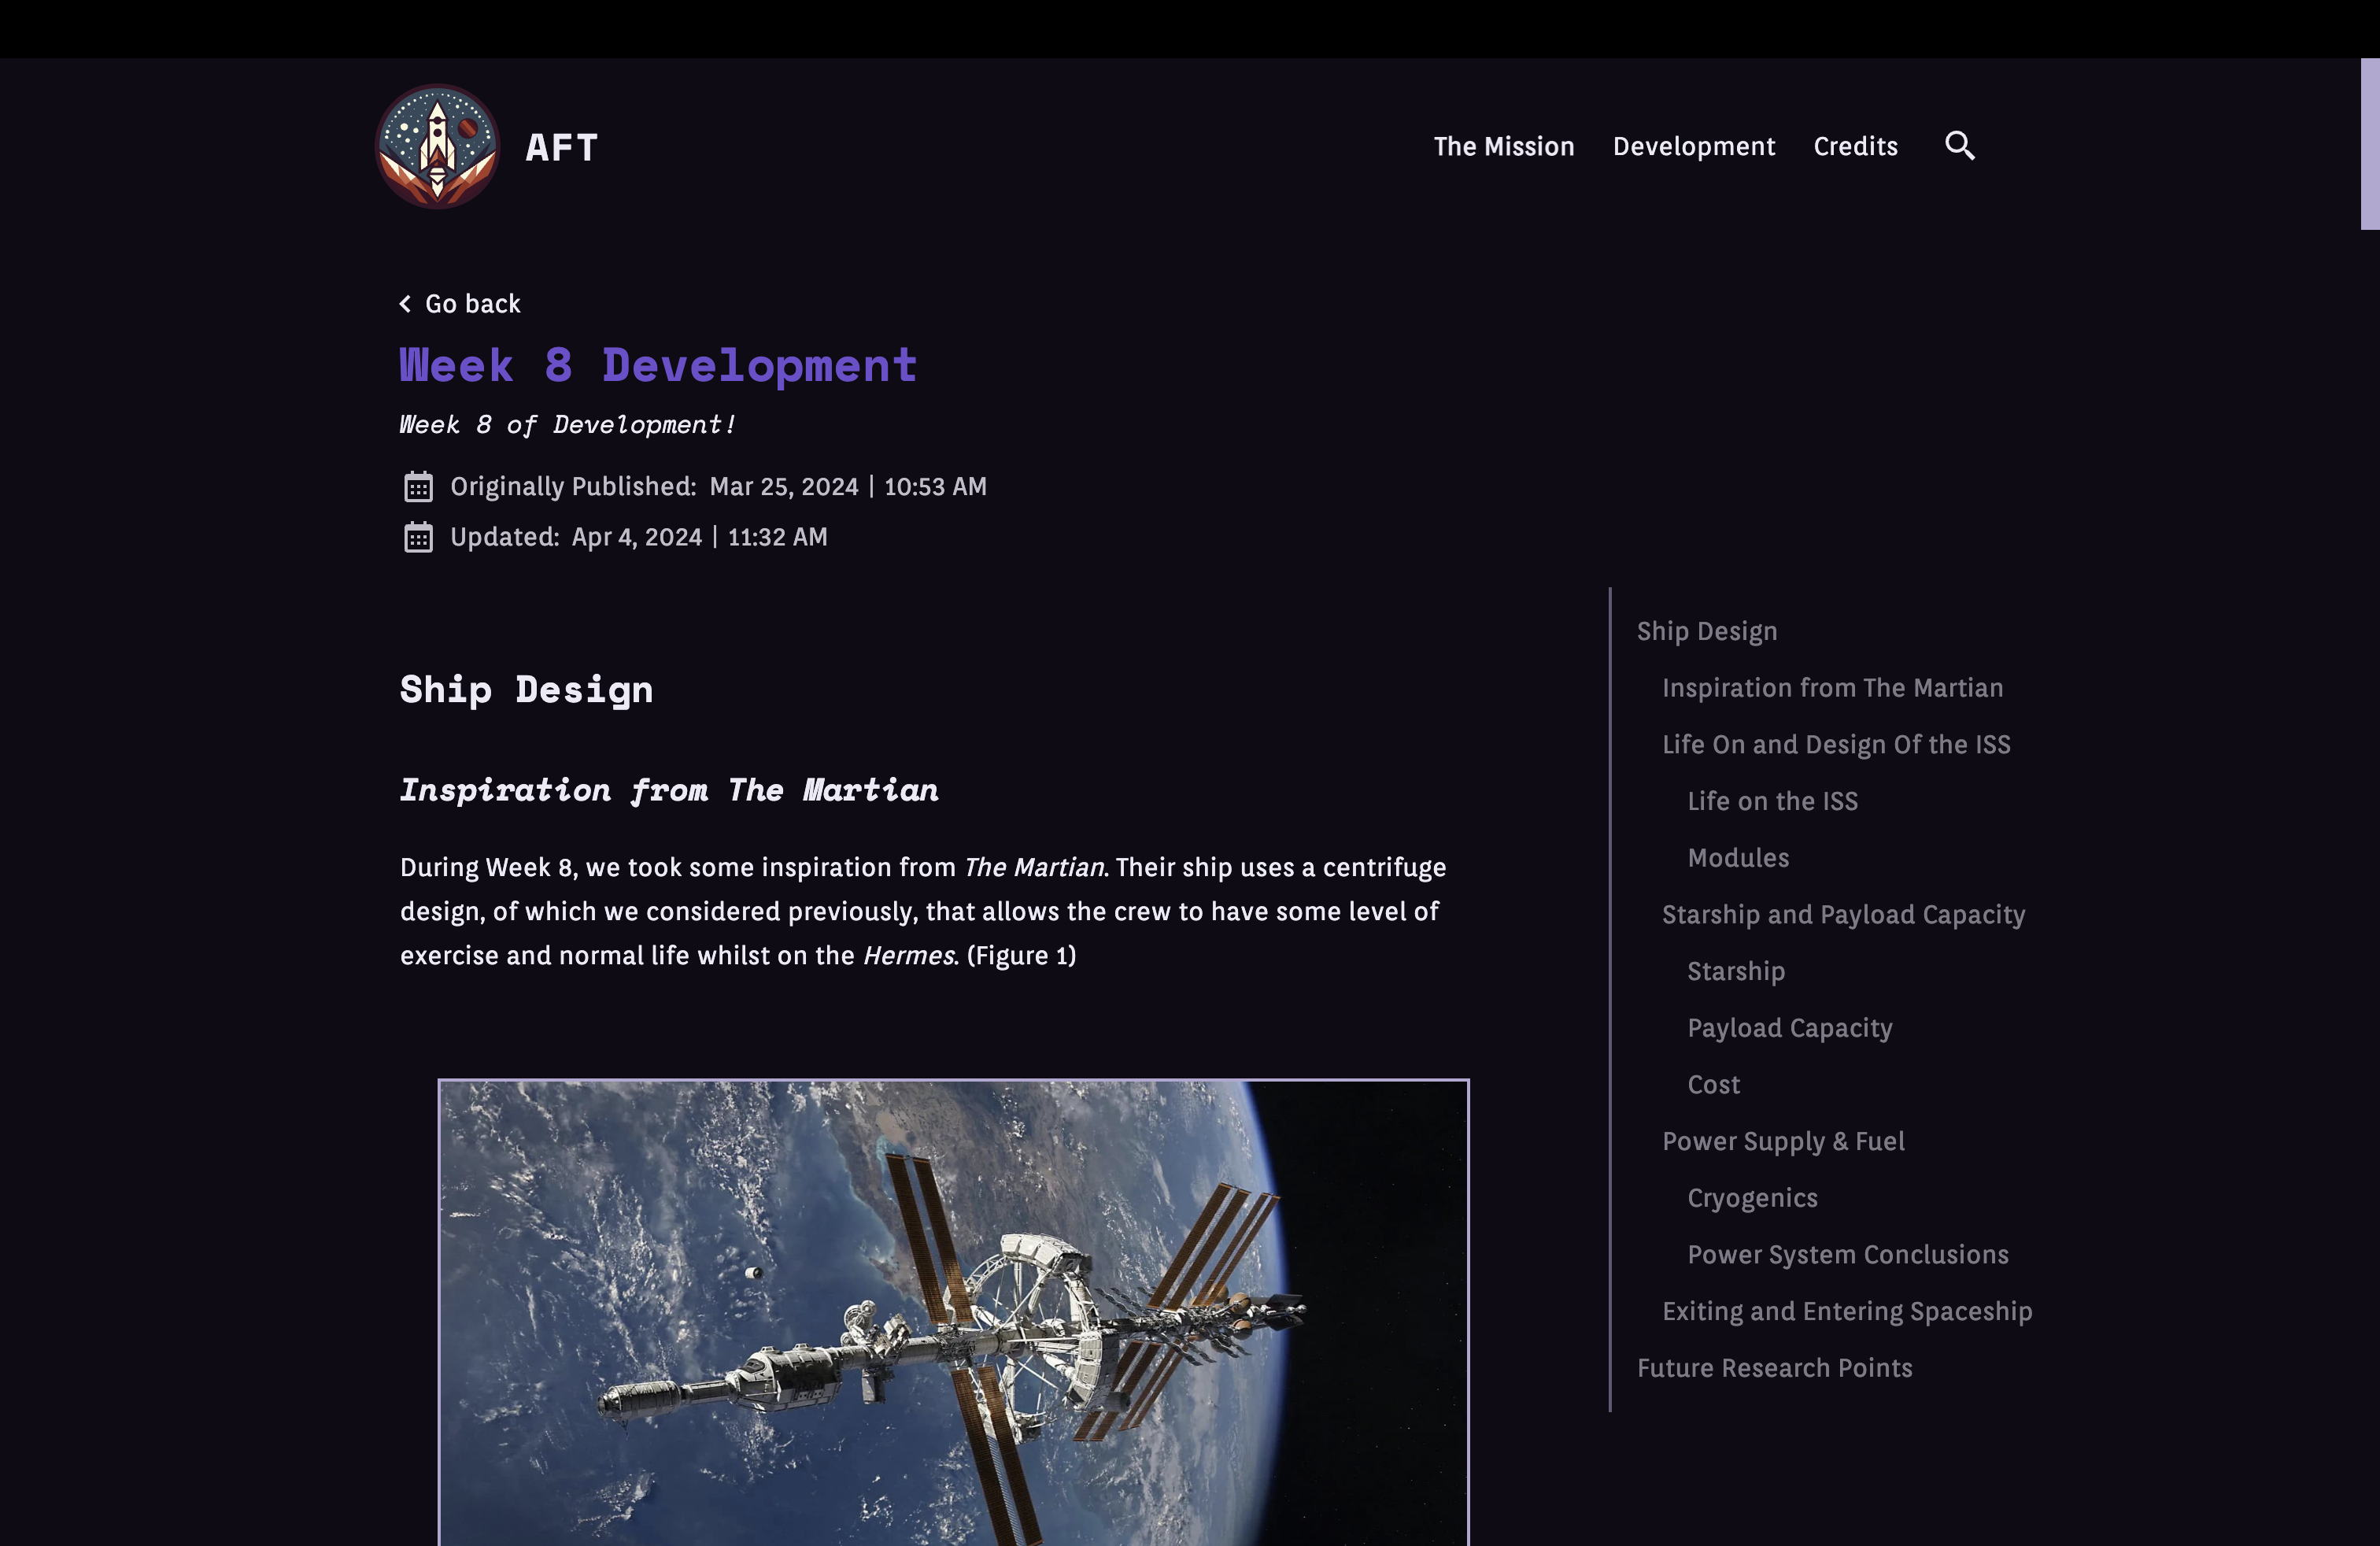 AFT
The Mission
Development
Credits
Go back
Week 8 Development
Week 8 of Development!
Originally Published: Mar 25, 2024 | 10:53 AM
Updated: Apr 4, 2024 | 11:32 AM
Ship Design
Inspiration from The Martian
During Week 8, we took some inspiration from The Martian. Their ship uses a centrifuge
design, of which we considered previously, that allows the crew to have some level of
exercise and normal life whilst on the Hermes. (Figure 1)
Ship Design
Inspiration from The Martian
Life On and Design Of the ISS
Life on the ISS
Modules
Starship and Payload Capacity
Starship
Payload Capacity
Cost
Power Supply & Fuel
Cryogenics
Power System Conclusions
Exiting and Entering Spaceship
Future Research Points